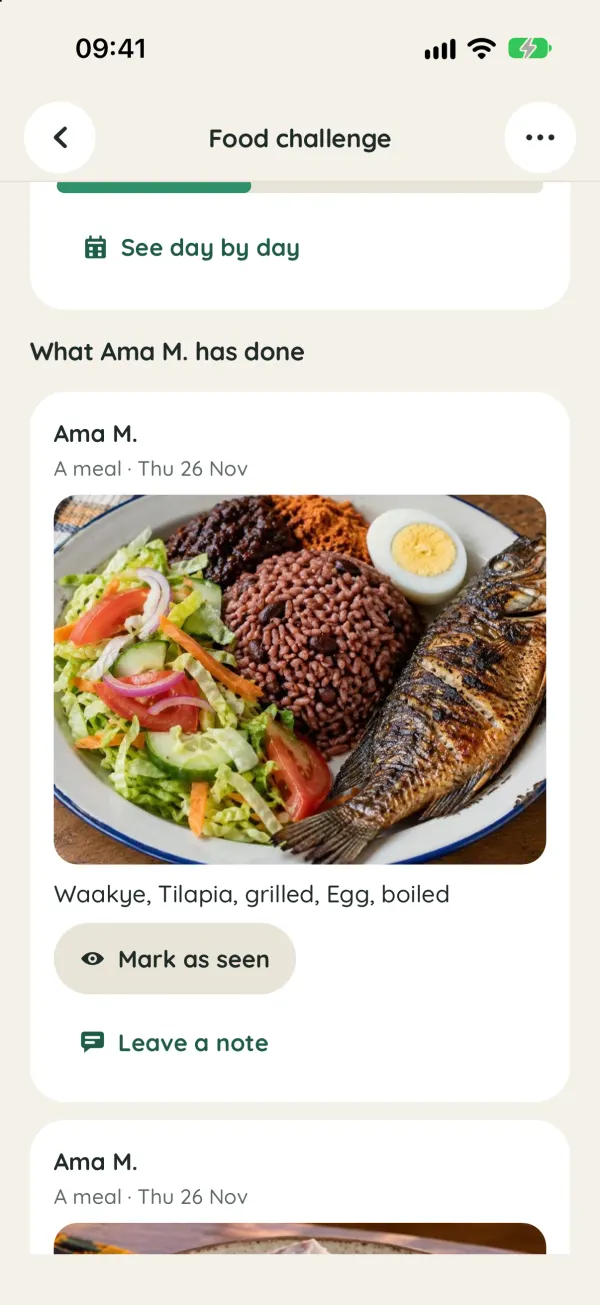 09:41
Food challenge
See day by day
What Ama M. has done
Ama M.
A meal · Thu 26 Nov
Waakye, Tilapia, grilled, Egg, boiled
Mark as seen
Leave a note
Ama M.
A meal · Thu 26 Nov